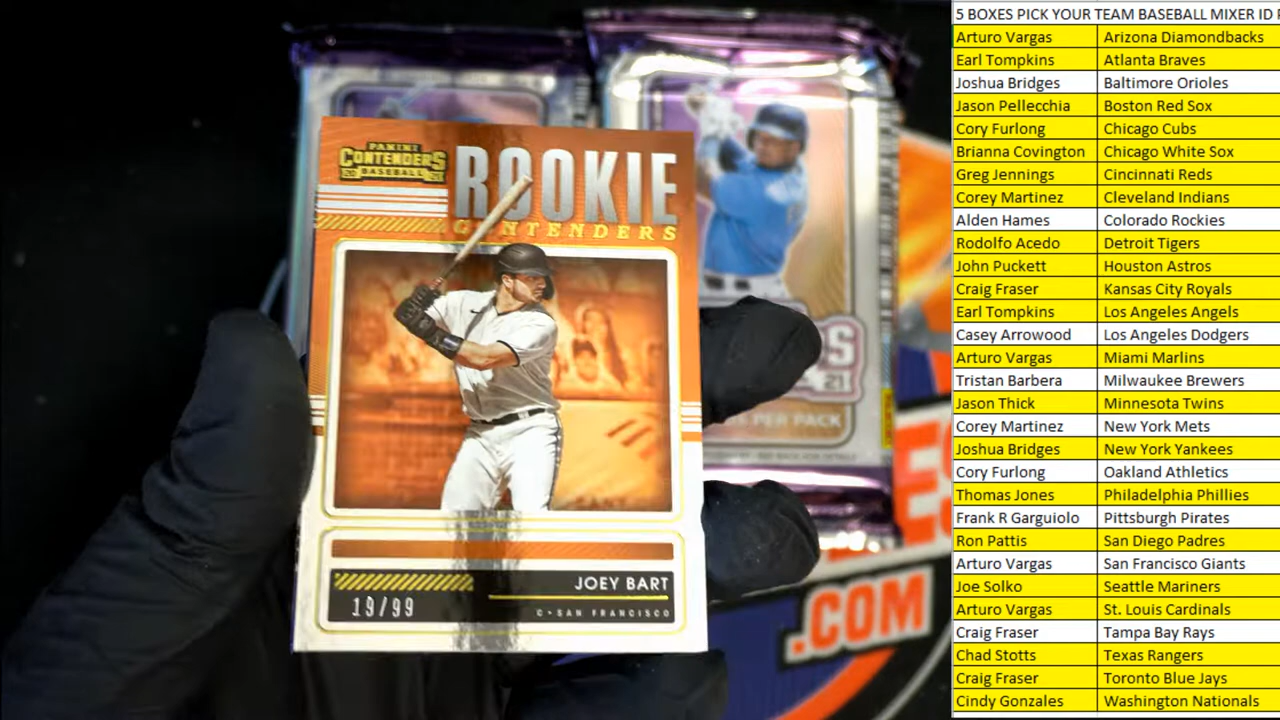 PANINI
CONTENDERS
BASEBALL
20 21
ROOKIE
CONTENDERS
JOEY BART
19/99
C • SAN FRANCISCO
21
PER PACK
.COM
5 BOXES PICK YOUR TEAM BASEBALL MIXER ID
Arturo Vargas Arizona Diamondbacks
Earl Tompkins Atlanta Braves
Joshua Bridges Baltimore Orioles
Jason Pellecchia Boston Red Sox
Cory Furlong Chicago Cubs
Brianna Covington Chicago White Sox
Greg Jennings Cincinnati Reds
Corey Martinez Cleveland Indians
Alden Hames Colorado Rockies
Rodolfo Acedo Detroit Tigers
John Puckett Houston Astros
Craig Fraser Kansas City Royals
Earl Tompkins Los Angeles Angels
Casey Arrowood Los Angeles Dodgers
Arturo Vargas Miami Marlins
Tristan Barbera Milwaukee Brewers
Jason Thick Minnesota Twins
Corey Martinez New York Mets
Joshua Bridges New York Yankees
Cory Furlong Oakland Athletics
Thomas Jones Philadelphia Phillies
Frank R Garguiolo Pittsburgh Pirates
Ron Pattis San Diego Padres
Arturo Vargas San Francisco Giants
Joe Solko Seattle Mariners
Arturo Vargas St. Louis Cardinals
Craig Fraser Tampa Bay Rays
Chad Stotts Texas Rangers
Craig Fraser Toronto Blue Jays
Cindy Gonzales Washington Nationals